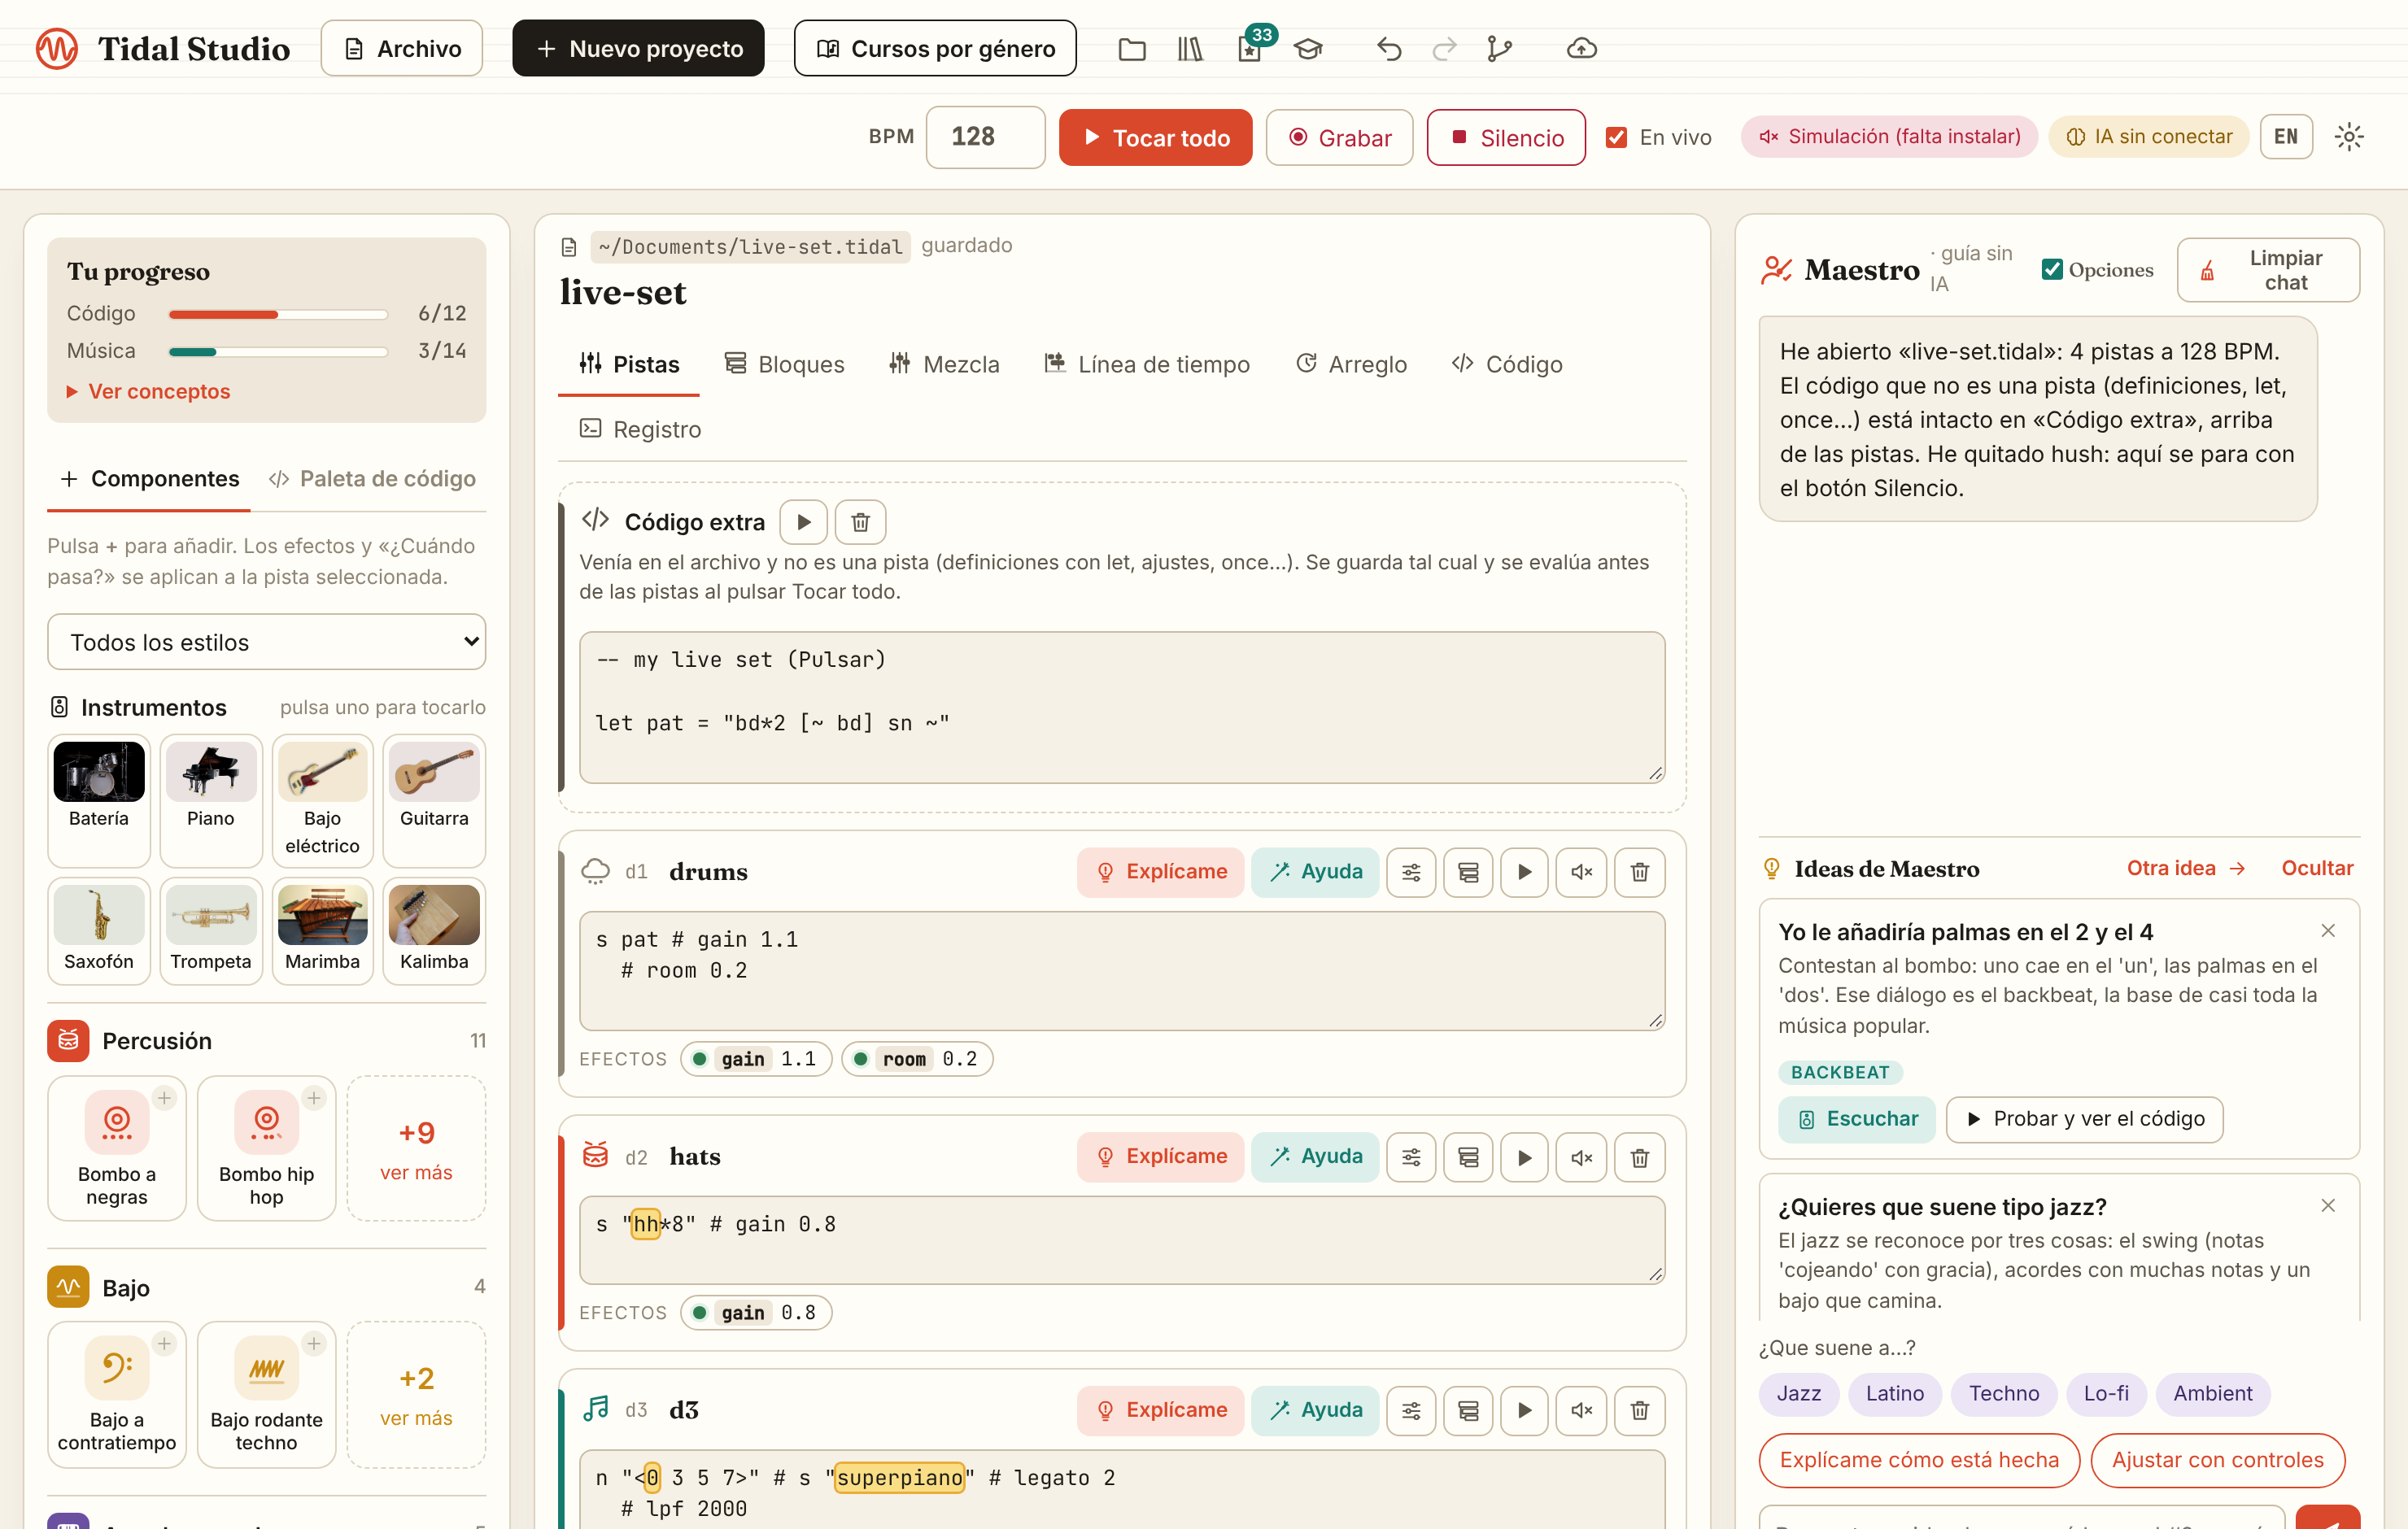 Tidal Studio
Archivo
Nuevo proyecto
Cursos por género
33
BPM
128
Tocar todo
Grabar
Silencio
En vivo
Simulación (falta instalar)
IA sin conectar
EN
Tu progreso
Código
6/12
Música
3/14
Ver conceptos
Componentes
Paleta de código
Pulsa + para añadir. Los efectos y «¿Cuándo
pasa?» se aplican a la pista seleccionada.
Todos los estilos
Instrumentos
pulsa uno para tocarlo
Batería
Piano
Bajo
eléctrico
Guitarra
Saxofón
Trompeta
Marimba
Kalimba
Percusión
11
Bombo a
negras
Bombo hip
hop
+9
ver más
Bajo
4
Bajo a
contratiempo
Bajo rodante
techno
+2
ver más
~/Documents/live-set.tidal
guardado
live-set
Pistas
Bloques
Mezcla
Línea de tiempo
Arreglo
Código
Registro
Código extra
Venía en el archivo y no es una pista (definiciones con let, ajustes, once...). Se guarda tal cual y se evalúa antes
de las pistas al pulsar Tocar todo.
-- my live set (Pulsar)
let pat = "bd*2 [~ bd] sn ~"
d1
drums
Explícame
Ayuda
s pat # gain 1.1
# room 0.2
EFECTOS
gain 1.1
room 0.2
d2
hats
Explícame
Ayuda
s "hh*8" # gain 0.8
EFECTOS
gain 0.8
d3
d3
Explícame
Ayuda
n "<0 3 5 7>" # s "superpiano" # legato 2
# lpf 2000
Maestro
· guía sin
IA
Opciones
Limpiar
chat
He abierto «live-set.tidal»: 4 pistas a 128 BPM.
El código que no es una pista (definiciones, let,
once...) está intacto en «Código extra», arriba
de las pistas. He quitado hush: aquí se para con
el botón Silencio.
Ideas de Maestro
Otra idea →
Ocultar
Yo le añadiría palmas en el 2 y el 4
Contestan al bombo: uno cae en el 'un', las palmas en el
'dos'. Ese diálogo es el backbeat, la base de casi toda la
música popular.
BACKBEAT
Escuchar
Probar y ver el código
¿Quieres que suene tipo jazz?
El jazz se reconoce por tres cosas: el swing (notas
'cojeando' con gracia), acordes con muchas notas y un
bajo que camina.
¿Que suene a...?
Jazz
Latino
Techno
Lo-fi
Ambient
Explícame cómo está hecha
Ajustar con controles